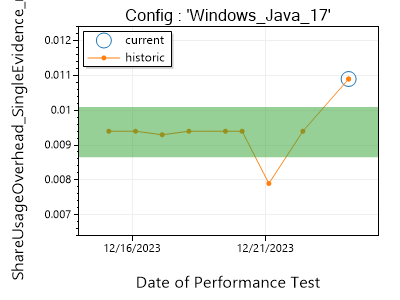 Config : 'Windows_Java_17'
ShareUsageOverhead_SingleEvidence_
current
historic
0.012
0.011
0.01
0.009
0.008
0.007
12/16/2023
12/21/2023
Date of Performance Test